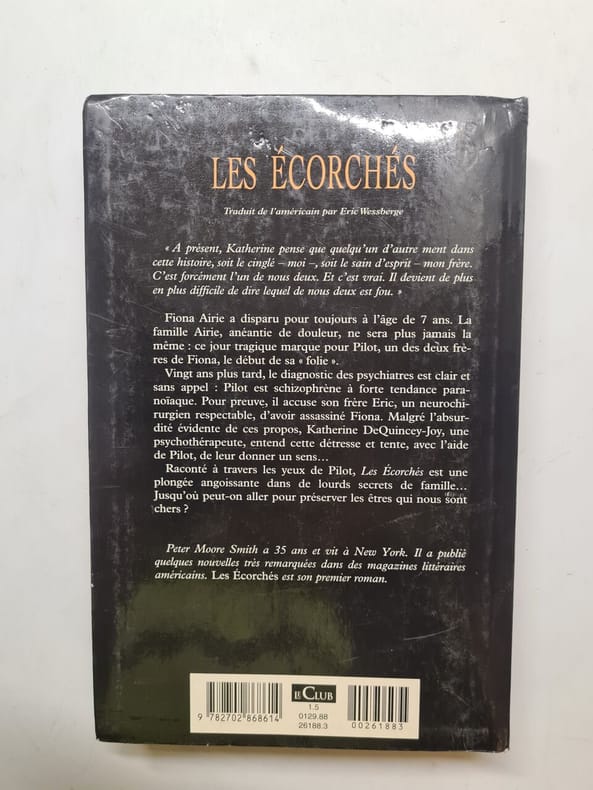 LES ÉCORCHÉS
Traduit de l'américain par Eric Wessberge
« A présent, Katherine pense que quelqu'un d'autre ment dans
cette histoire, soit le cinglé – moi –, soit le sain d'esprit – mon frère.
C'est forcément l'un de nous deux. Et c'est vrai. Il devient de plus
en plus difficile de dire lequel de nous deux est fou. »
Fiona Airie a disparu pour toujours à l'âge de 7 ans. La
famille Airie, anéantie de douleur, ne sera plus jamais la
même : ce jour tragique marque pour Pilot, un des deux frè-
res de Fiona, le début de sa « folie ».
Vingt ans plus tard, le diagnostic des psychiatres est clair et
sans appel : Pilot est schizophrène à forte tendance para-
noïaque. Pour preuve, il accuse son frère Eric, un neurochi-
rurgien respectable, d'avoir assassiné Fiona. Malgré l'absur-
dité évidente de ces propos, Katherine DeQuincey-Joy, une
psychothérapeute, entend cette détresse et tente, avec l'aide
de Pilot, de leur donner un sens...
Raconté à travers les yeux de Pilot, Les Écorchés est une
plongée angoissante dans de lourds secrets de famille...
Jusqu'où peut-on aller pour préserver les êtres qui nous sont
chers ?
Peter Moore Smith a 35 ans et vit à New York. Il a publié
quelques nouvelles très remarquées dans des magazines littéraires
américains. Les Écorchés est son premier roman.
LE CLUB
1.5
0129.88
26188.3
9 782702 868614
00261883